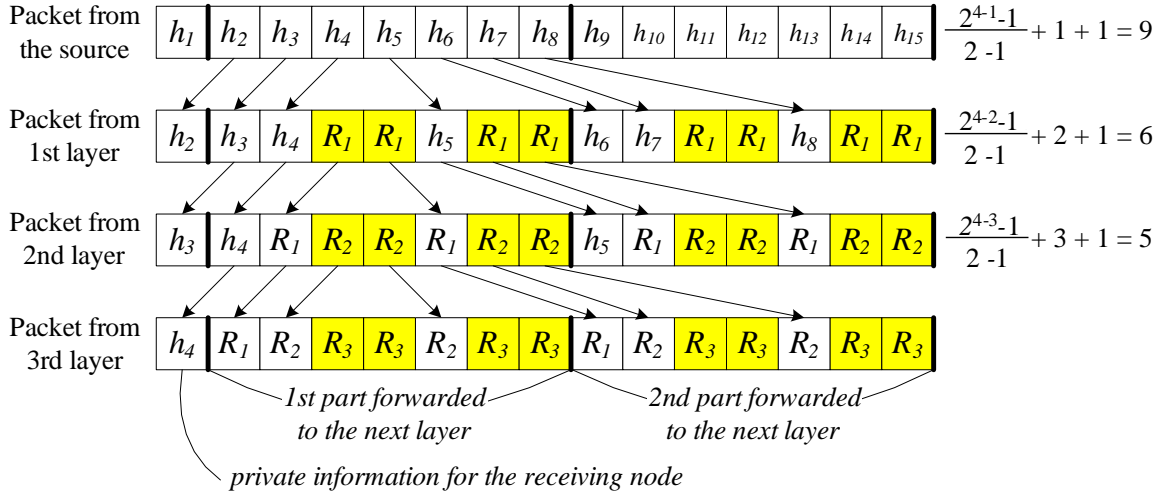 Packet from
the source
h1 h2 h3 h4 h5 h6 h7 h8 h9 h10 h11 h12 h13 h14 h15
2^4-1-1
2 -1
+ 1 + 1 = 9
Packet from
1st layer
h2 h3 h4 R1 R1 h5 R1 R1 h6 h7 R1 R1 h8 R1 R1
2^4-2-1
2 -1
+ 2 + 1 = 6
Packet from
2nd layer
h3 h4 R1 R2 R2 R1 R2 R2 h5 R1 R2 R2 R1 R2 R2
2^4-3-1
2 -1
+ 3 + 1 = 5
Packet from
3rd layer
h4 R1 R2 R3 R3 R2 R3 R3 R1 R2 R3 R3 R2 R3 R3
1st part forwarded
to the next layer
2nd part forwarded
to the next layer
private information for the receiving node